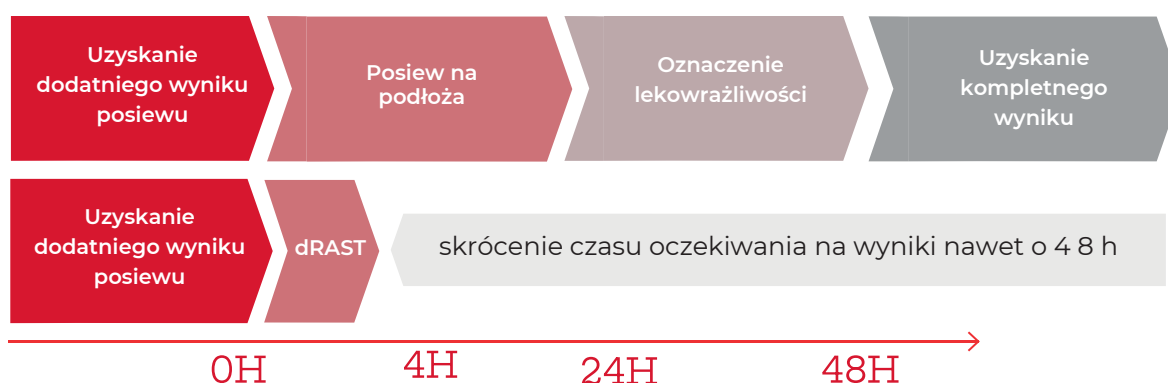 Uzyskanie
dodatniego wyniku
posiewu
Posiew na
podłoża
Oznaczenie
lekowrażliwości
Uzyskanie
kompletnego
wyniku
Uzyskanie
dodatniego wyniku
posiewu
dRAST
skrócenie czasu oczekiwania na wyniki nawet o 4 8 h
0H
4H
24H
48H